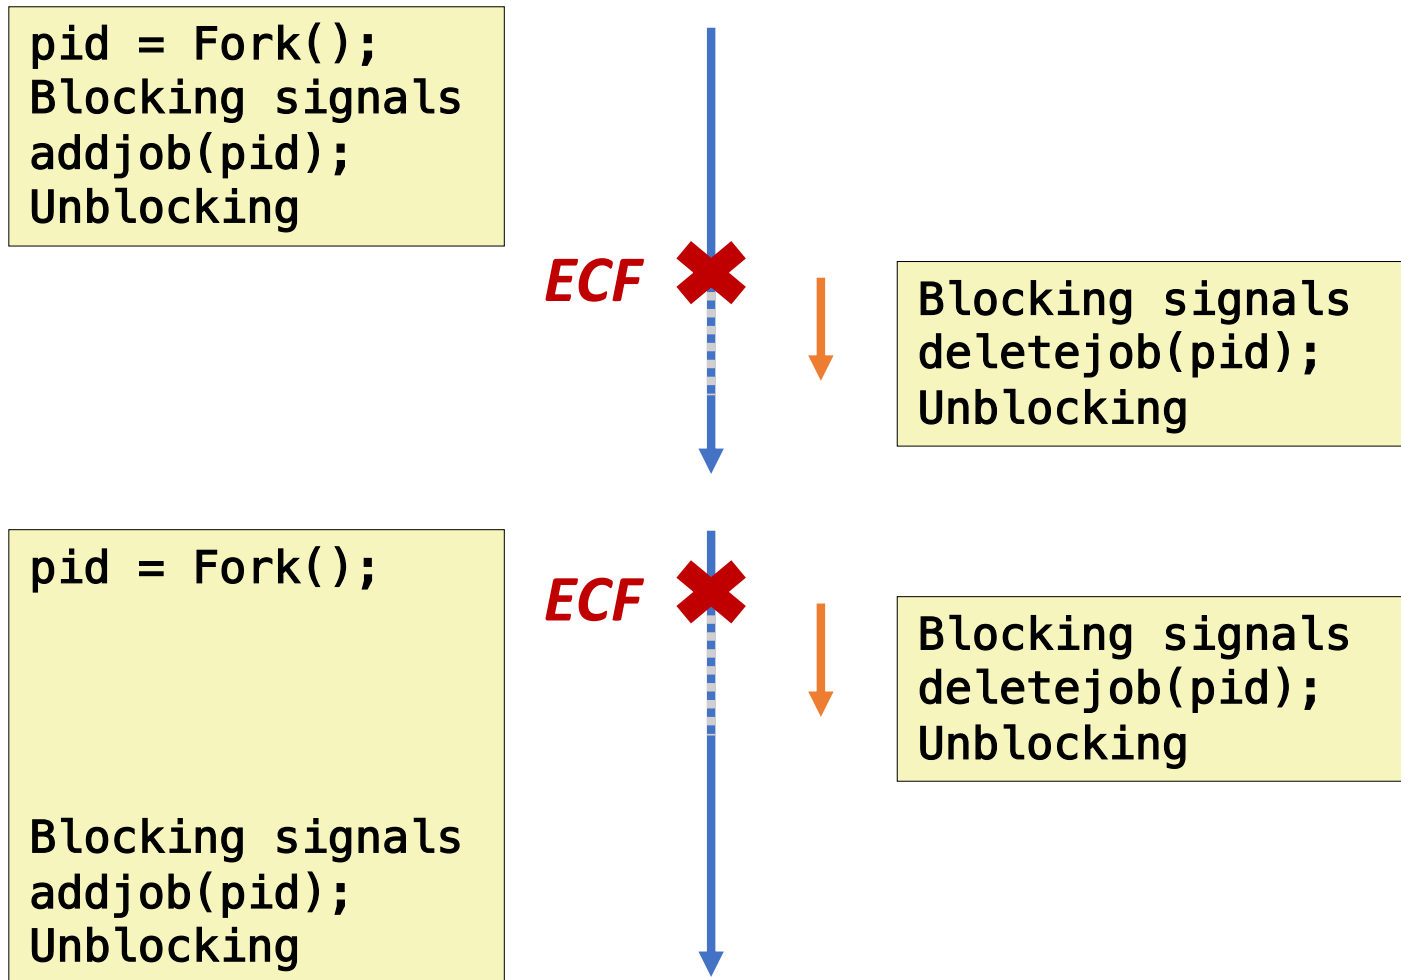 pid = Fork();
Blocking signals
addjob(pid);
Unblocking
ECF
Blocking signals
deletejob(pid);
Unblocking
pid = Fork();
ECF
Blocking signals
deletejob(pid);
Unblocking
Blocking signals
addjob(pid);
Unblocking